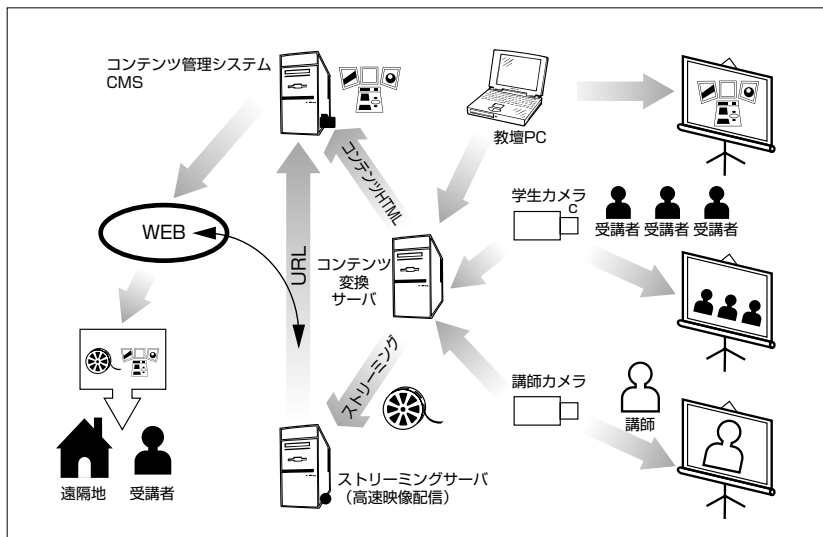 コンテンツ管理システム
CMS
教壇PC
学生カメラ
C
受講者 受講者 受講者
コンテンツHTML
WEB
URL
コンテンツ
変換
サーバ
ストリーミング
講師カメラ
講師
遠隔地
受講者
ストリーミングサーバ
（高速映像配信）